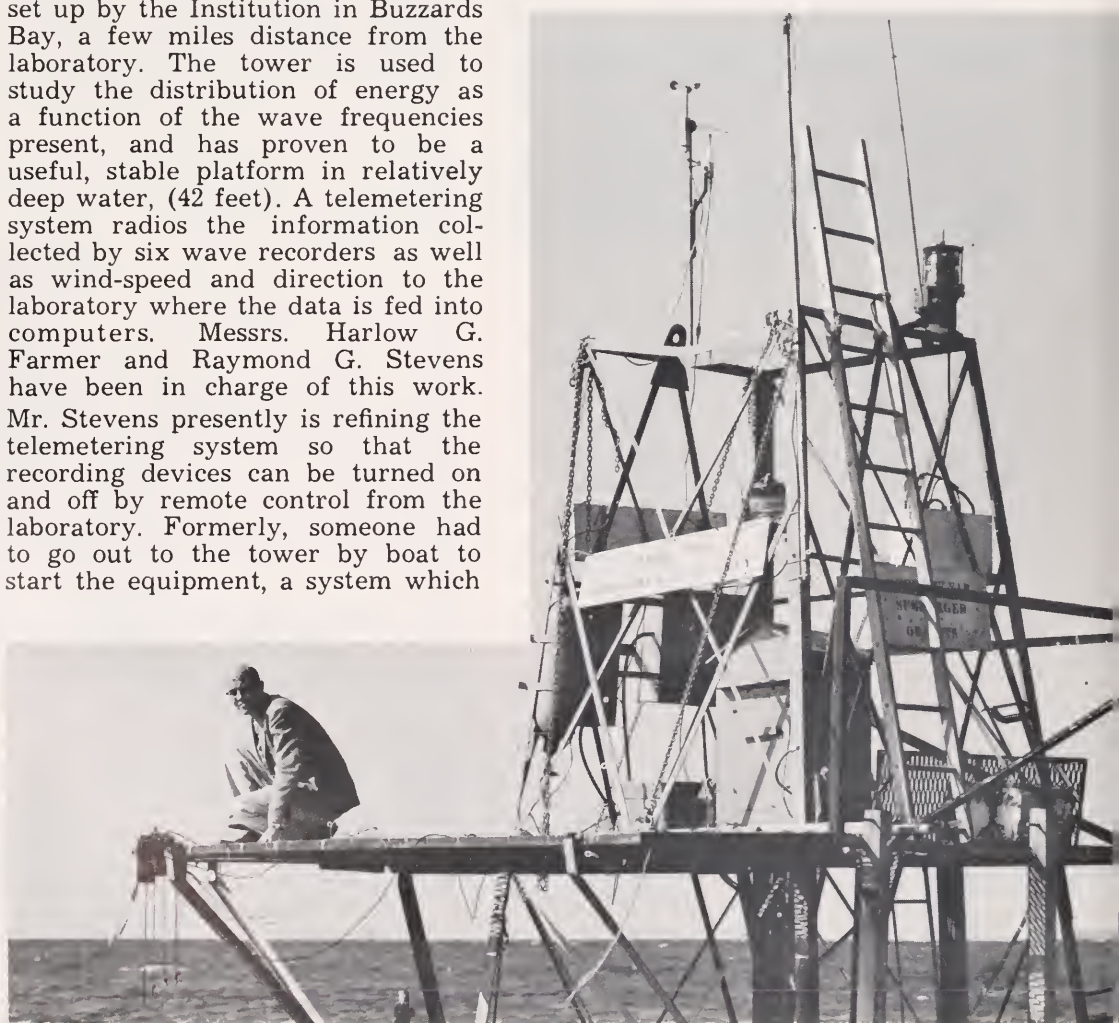 set up by the Institution in Buzzards
Bay, a few miles distance from the
laboratory. The tower is used to
study the distribution of energy as
a function of the wave frequencies
present, and has proven to be a
useful, stable platform in relatively
deep water, (42 feet). A telemetering
system radios the information col-
lected by six wave recorders as well
as wind-speed and direction to the
laboratory where the data is fed into
computers. Messrs. Harlow G.
Farmer and Raymond G. Stevens
have been in charge of this work.
Mr. Stevens presently is refining the
telemetering system so that the
recording devices can be turned on
and off by remote control from the
laboratory. Formerly, someone had
to go out to the tower by boat to
start the equipment, a system which